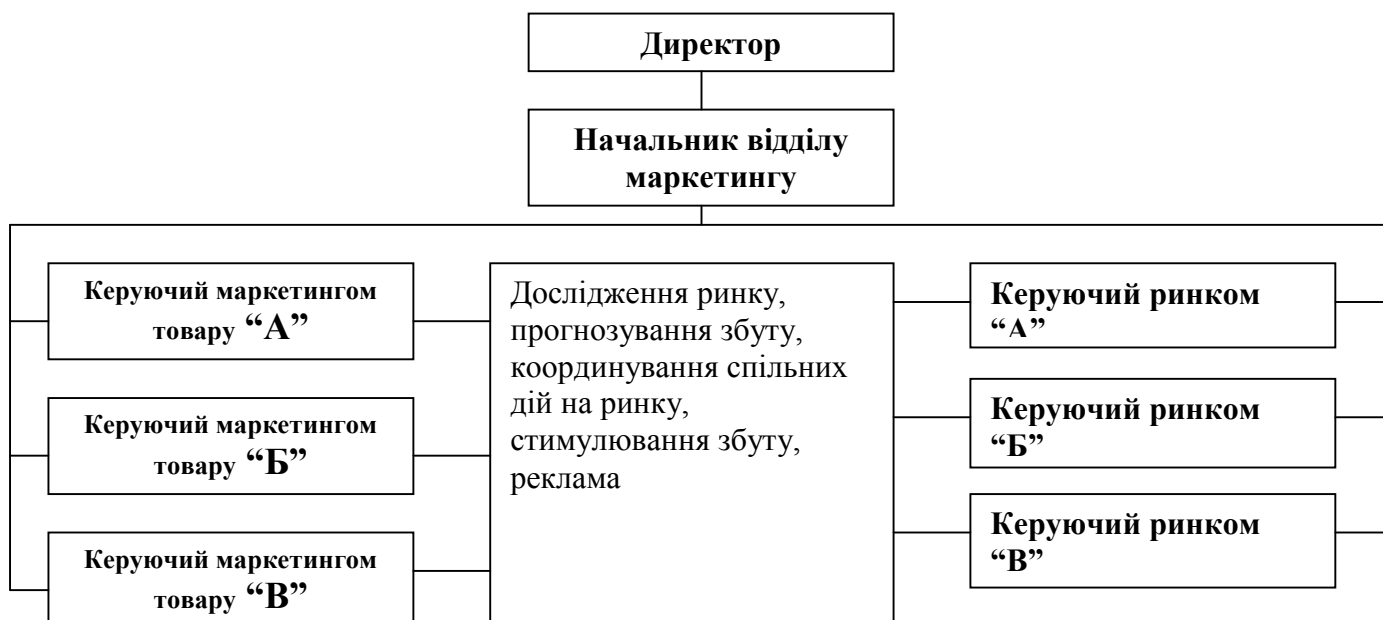 Директор
Начальник відділу
маркетингу
Керуючий маркетингом
товару “А”
Керуючий маркетингом
товару “Б”
Керуючий маркетингом
товару “В”
Дослідження ринку,
прогнозування збуту,
координування спільних
дій на ринку,
стимулювання збуту,
реклама
Керуючий ринком
“А”
Керуючий ринком
“Б”
Керуючий ринком
“В”